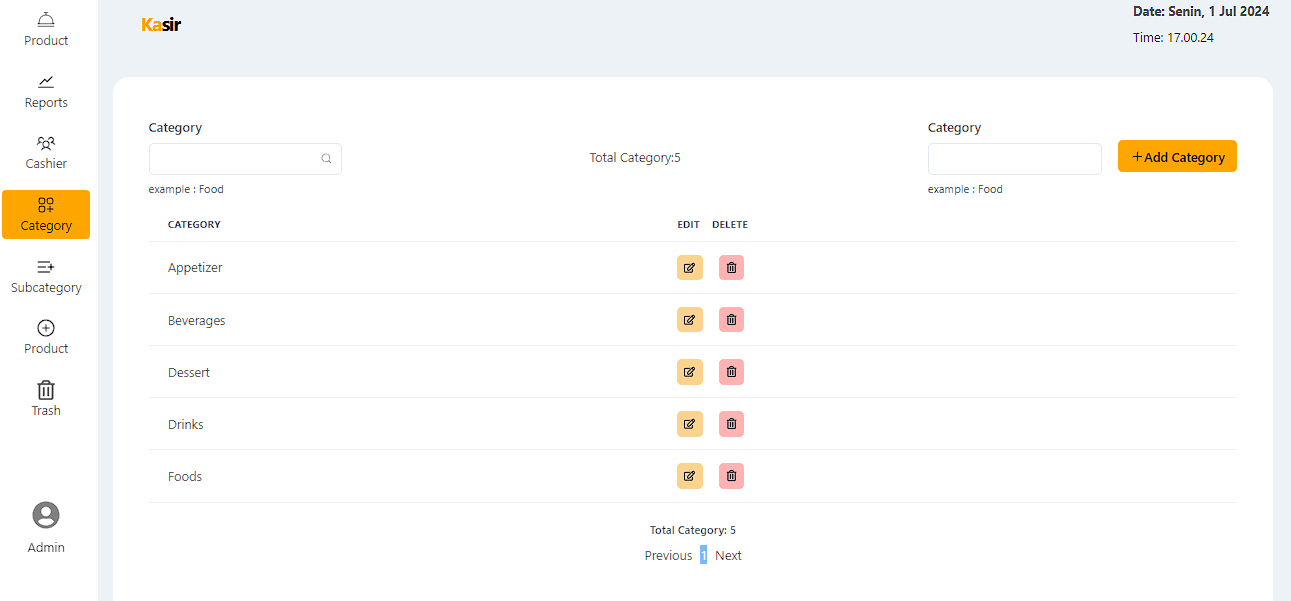 Product
Reports
Cashier
Category
Subcategory
Product
Trash
Admin
Kasir
Date: Senin, 1 Jul 2024
Time: 17.00.24
Category
example : Food
Total Category:5
Category
+Add Category
example : Food
CATEGORY EDIT DELETE
Appetizer
Beverages
Dessert
Drinks
Foods
Total Category: 5
Previous 1 Next